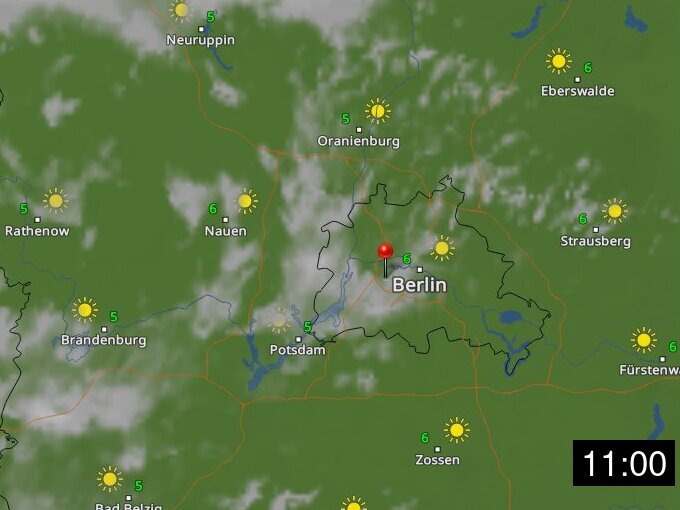 5
Neuruppin
6
Eberswalde
5
Oranienburg
5
Rathenow
6
Nauen
6
Strausberg
6
Berlin
5
Brandenburg
5
Potsdam
6
Fürstenwa
6
Zossen
11:00
5
Bad Belzig